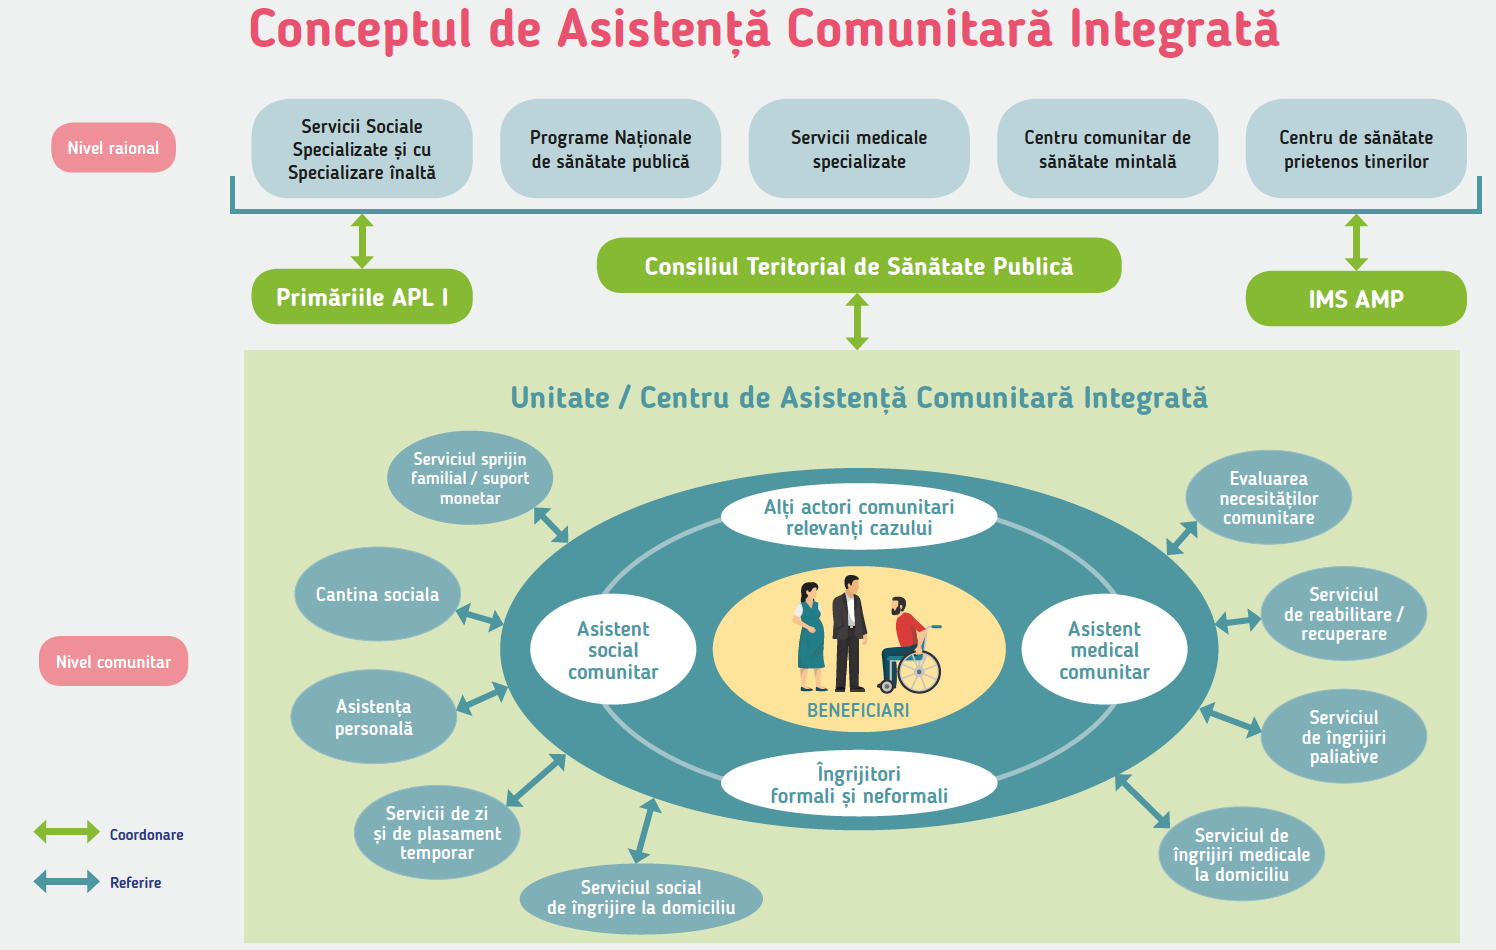 Conceptul de Asistență Comunitară Integrată
Nivel raional
Servicii Sociale
Specializate și cu
Specializare înaltă
Programe Naționale
de sănătate publică
Servicii medicale
specializate
Centru comunitar de
sănătate mintală
Centru de sănătate
prietenos tinerilor
Primăriile APL I
Consiliul Teritorial de Sănătate Publică
IMS AMP
Unitate / Centru de Asistență Comunitară Integrată
Nivel comunitar
Serviciul sprijin
familial / suport
monetar
Cantina sociala
Asistența
personală
Servicii de zi
și de plasament
temporar
Serviciul social
de îngrijire la domiciliu
Alți actori comunitari
relevanți cazului
Asistent
social
comunitar
BENEFICIARI
Asistent
medical
comunitar
Îngrijitori
formali și neformali
Evaluarea
necesităților
comunitare
Serviciul
de reabilitare /
recuperare
Serviciul
de îngrijiri
paliative
Serviciul de
îngrijiri medicale
la domiciliu
Coordonare
Referire